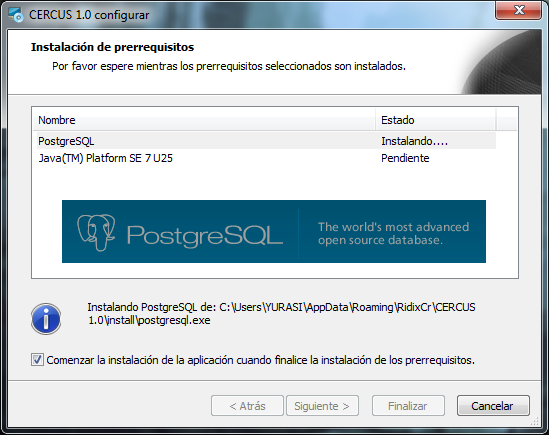 CERCUS 1.0 configurar
Instalación de prerrequisitos
Por favor espere mientras los prerrequisitos seleccionados son instalados.
Nombre Estado
PostgreSQL Instalando....
Java(TM) Platform SE 7 U25 Pendiente
PostgreSQL
The world's most advanced
open source database.
Instalando PostgreSQL de: C:\Users\YURASI\AppData\Roaming\RidixCr\CERCUS
1.0\install\postgresql.exe
Comenzar la instalación de la aplicación cuando finalice la instalación de los prerrequisitos.
< Atrás Siguiente > Finalizar Cancelar